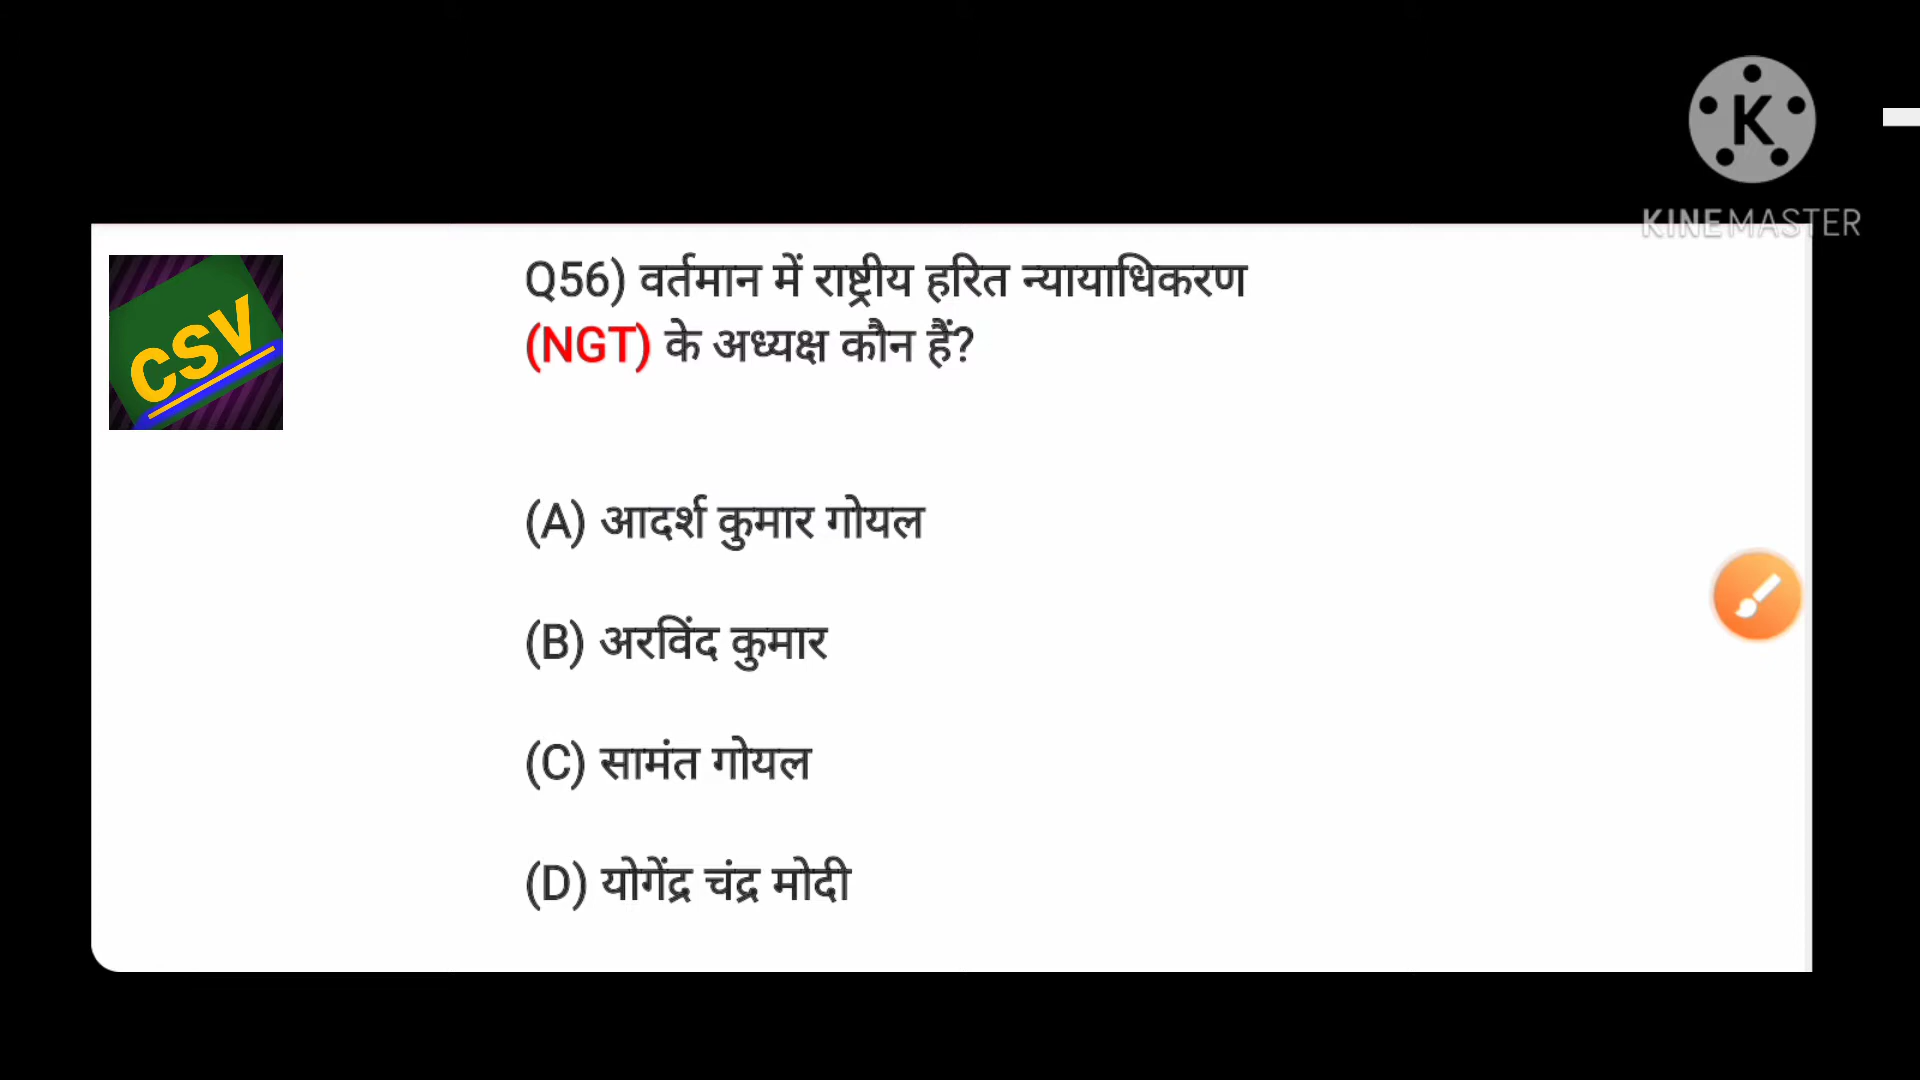 K
KINEMASTER
CSV
Q56) वर्तमान में राष्ट्रीय हरित न्यायाधिकरण
(NGT) के अध्यक्ष कौन हैं?
(A) आदर्श कुमार गोयल
(B) अरविंद कुमार
(C) सामंत गोयल
(D) योगेंद्र चंद्र मोदी